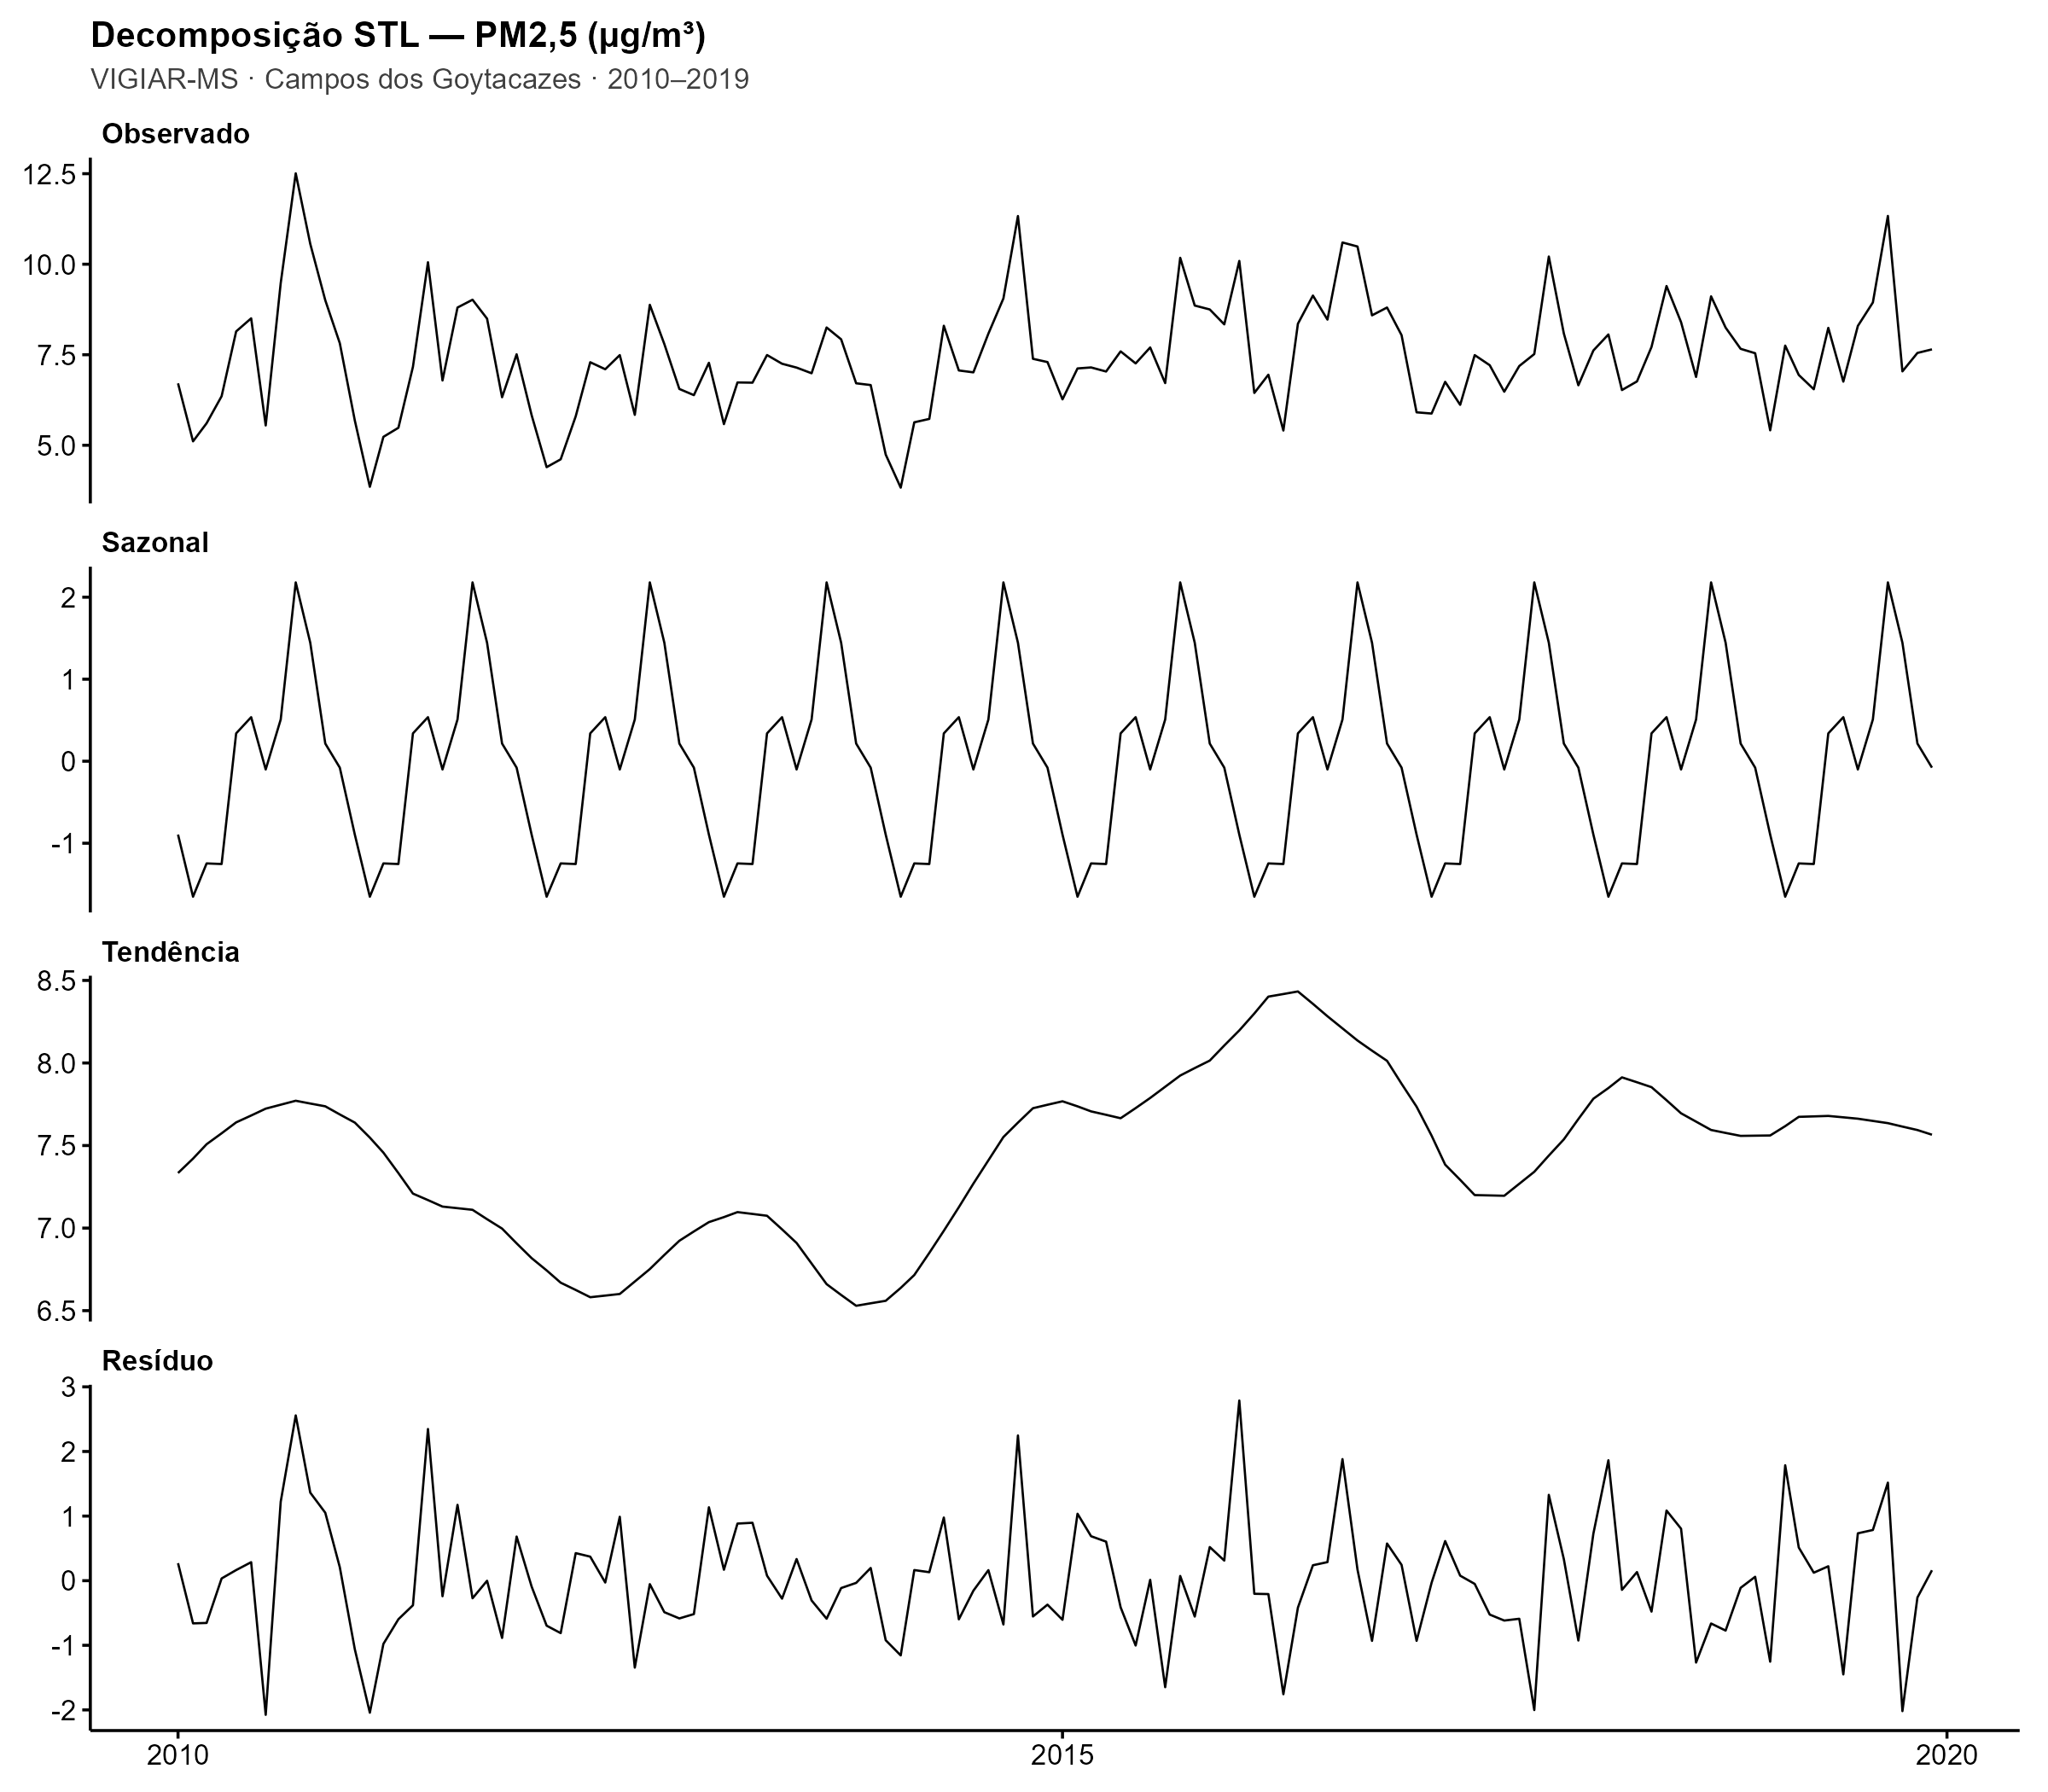 Decomposição STL — PM2,5 (µg/m³)
VIGIAR-MS · Campos dos Goytacazes · 2010–2019
Observado
12.5
10.0
7.5
5.0
Sazonal
2
1
0
-1
Tendência
8.5
8.0
7.5
7.0
6.5
Resíduo
3
2
1
0
-1
-2
2010 2015 2020